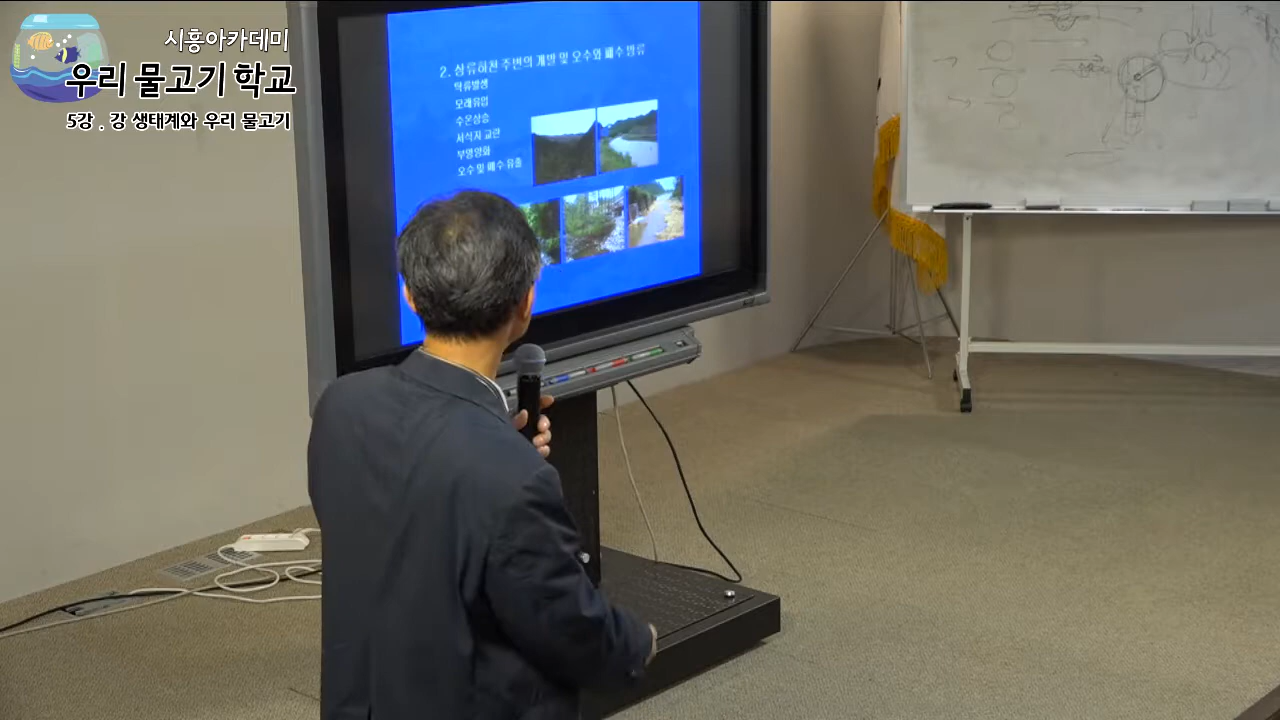 시흥아카데미
우리 물고기 학교
5강 . 강 생태계와 우리 물고기
2. 상류하천 주변의 개발 및 오수와 폐수 방류
탁류발생
모래유입
수온상승
서식지 교란
부영양화
오수 및 폐수 유출